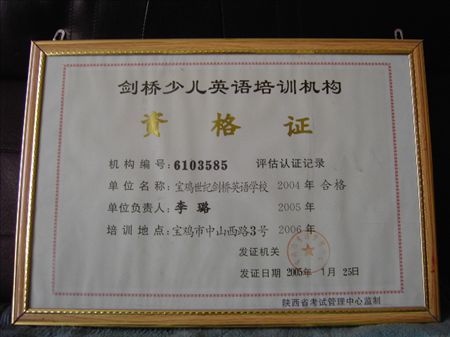 剑桥少儿英语培训机构
资格证
机构编号：6103585 评估认证记录
单位名称：宝鸡世纪剑桥英语学校 2004年 合格
单位负责人：李璐 2005年
培训地点：宝鸡市中山西路3号 2006年
发证机关
发证日期 2005年 1月 25日
陕西省考试管理中心监制